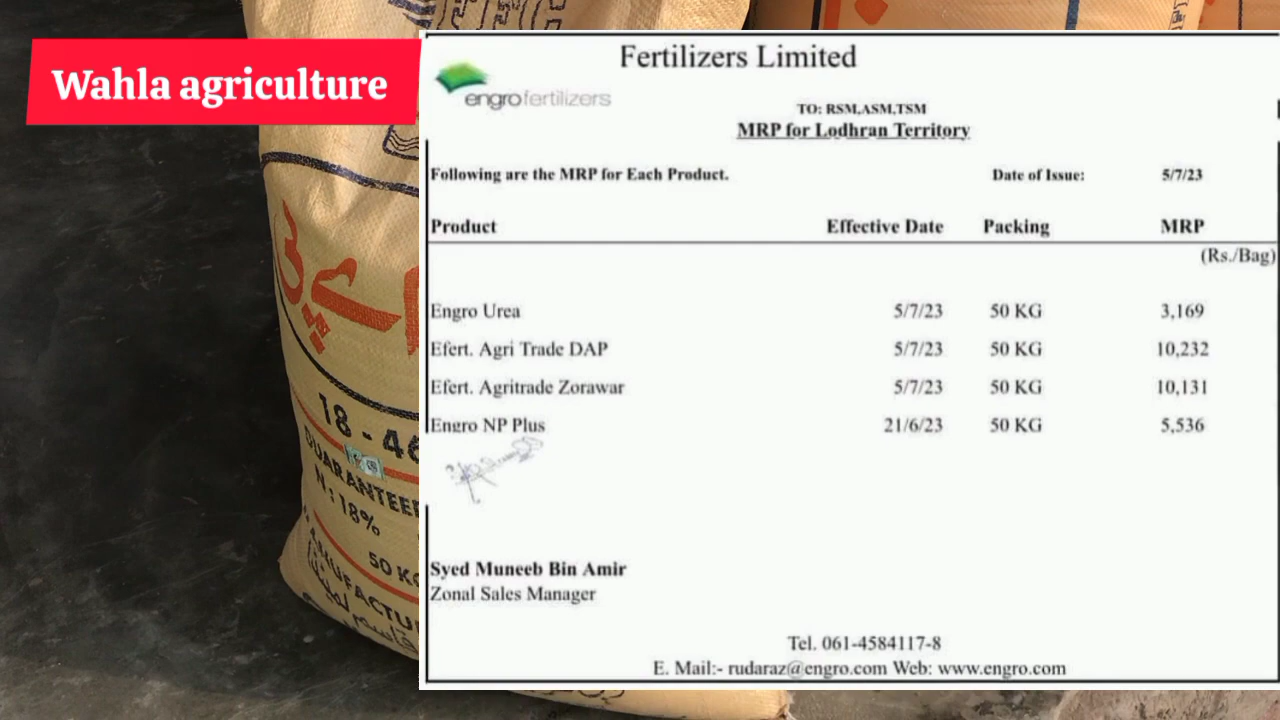 FFC
Wahla agriculture
Fertilizers Limited
engrofertilizers
TO: RSM,ASM,TSM
MRP for Lodhran Territory
Following are the MRP for Each Product. Date of Issue: 5/7/23
Product Effective Date Packing MRP
(Rs./Bag)
Engro Urea 5/7/23 50 KG 3,169
Efert. Agri Trade DAP 5/7/23 50 KG 10,232
Efert. Agritrade Zorawar 5/7/23 50 KG 10,131
Engro NP Plus 21/6/23 50 KG 5,536
Syed Muneeb Bin Amir
Zonal Sales Manager
Tel. 061-4584117-8
E. Mail:- rudaraz@engro.com Web: www.engro.com
اے پی
18 - 46
GUARANTEED
N : 18%
50 KG